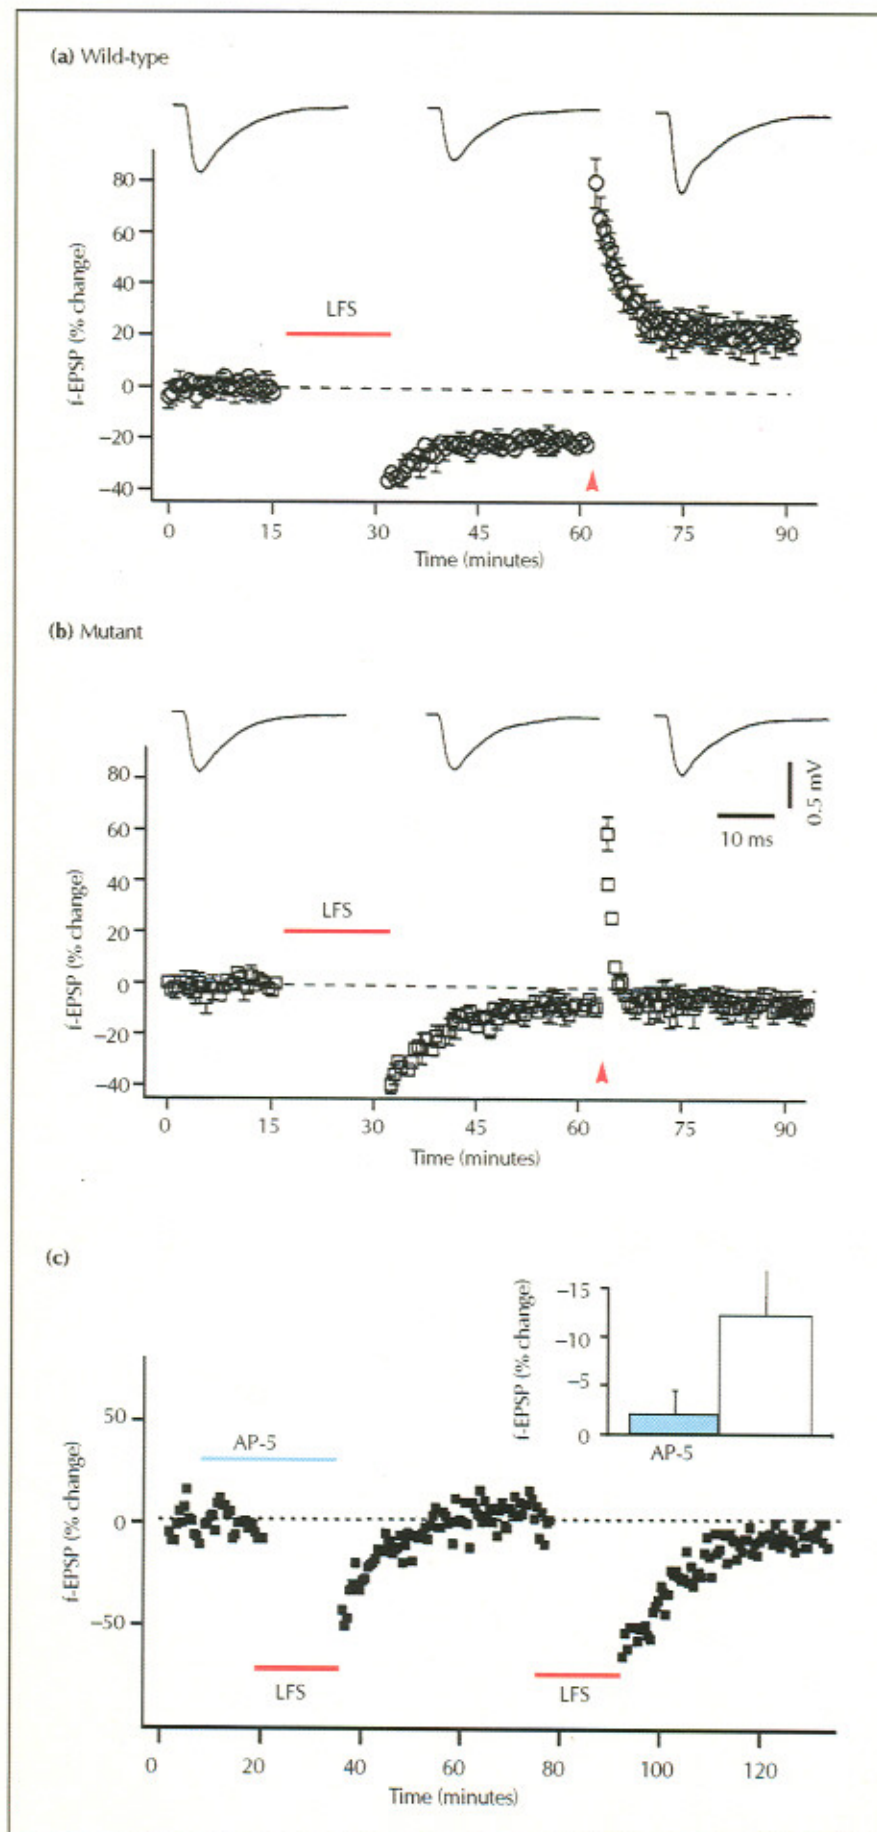 (a) Wild-type
80
60
40
20
0
−20
−40
f-EPSP (% change)
LFS
0 15 30 45 60 75 90
Time (minutes)
(b) Mutant
80
60
40
20
0
−20
−40
f-EPSP (% change)
LFS
0.5 mV
10 ms
0 15 30 45 60 75 90
Time (minutes)
(c)
−15
−10
−5
0
f-EPSP (% change)
AP-5
50
0
−50
f-EPSP (% change)
AP-5
LFS
LFS
0 20 40 60 80 100 120
Time (minutes)